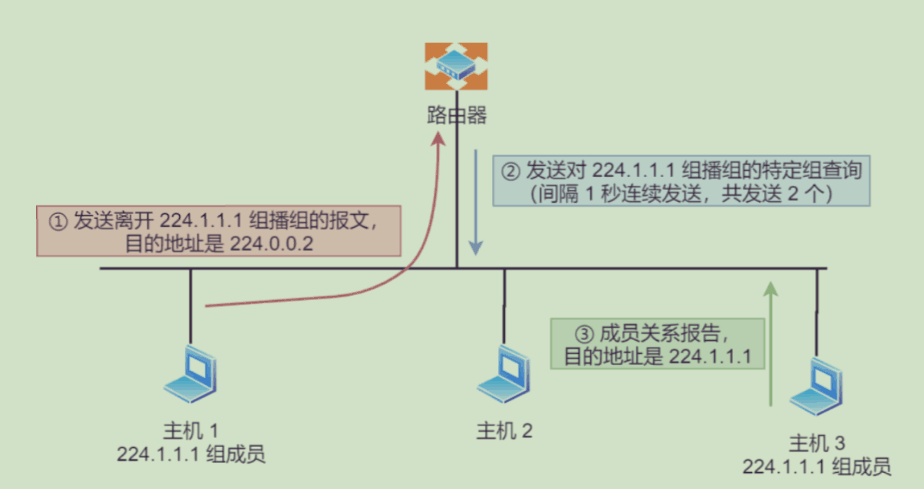 路由器
② 发送对 224.1.1.1 组播组的特定组查询
（间隔 1 秒连续发送，共发送 2 个）
① 发送离开 224.1.1.1 组播组的报文，
目的地址是 224.0.0.2
③ 成员关系报告，
目的地址是 224.1.1.1
主机 1
224.1.1.1 组成员
主机 2
主机 3
224.1.1.1 组成员